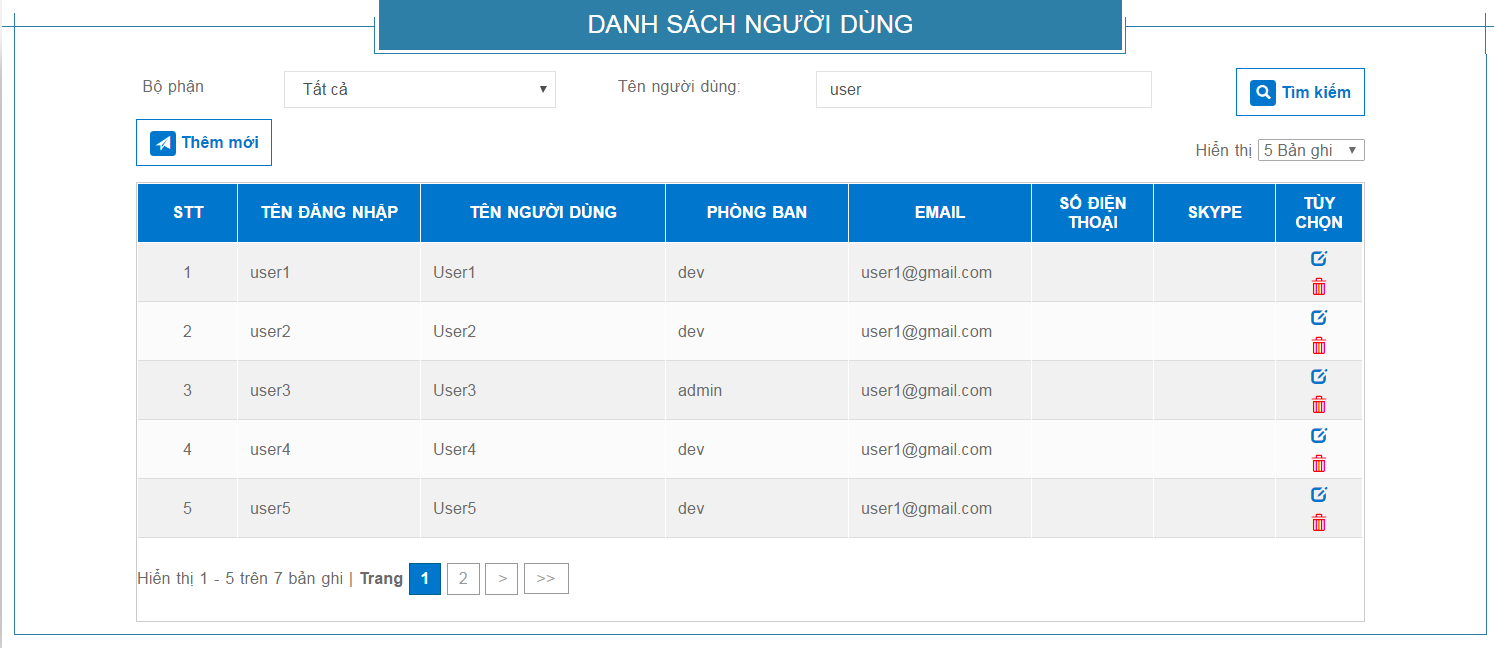 DANH SÁCH NGƯỜI DÙNG
Bộ phận Tất cả Tên người dùng: user Tìm kiếm
Thêm mới
Hiển thị 5 Bản ghi
STT TÊN ĐĂNG NHẬP TÊN NGƯỜI DÙNG PHÒNG BAN EMAIL SỐ ĐIỆN THOẠI SKYPE TÙY CHỌN
1 user1 User1 dev user1@gmail.com
2 user2 User2 dev user1@gmail.com
3 user3 User3 admin user1@gmail.com
4 user4 User4 dev user1@gmail.com
5 user5 User5 dev user1@gmail.com
Hiển thị 1 - 5 trên 7 bản ghi | Trang 1 2 > >>